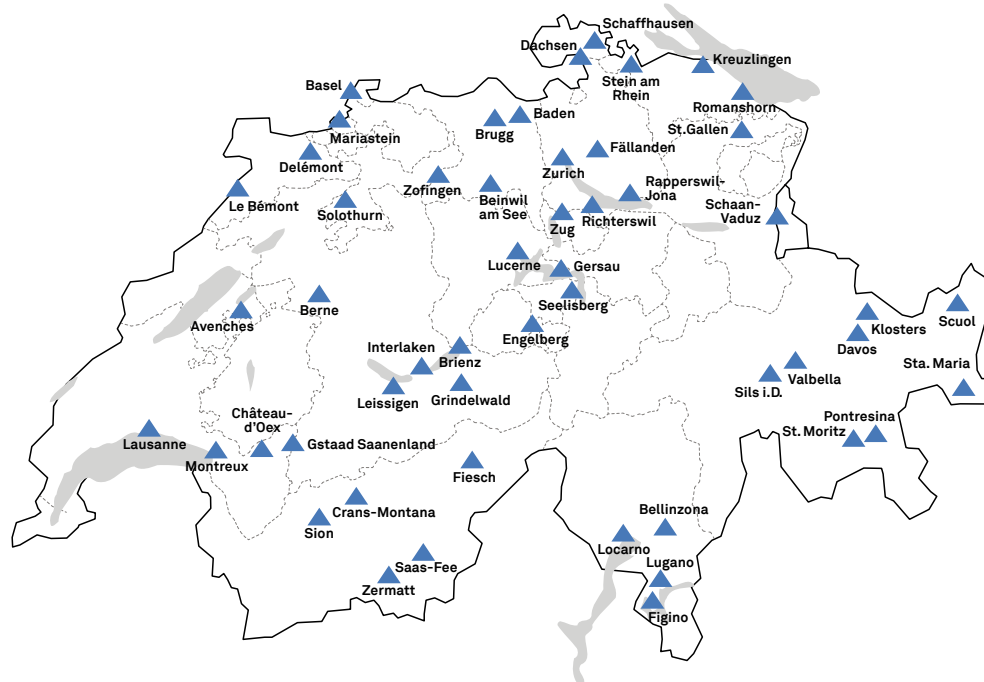 Schaffhausen
Dachsen
Kreuzlingen
Stein am
Rhein
Basel
Romanshorn
Baden
Brugg
St.Gallen
Mariastein
Fällanden
Delémont
Zurich
Zofingen
Rapperswil-
Jona
Beinwil
am See
Le Bémont
Solothurn
Schaan-
Vaduz
Zug
Richterswil
Lucerne
Gersau
Seelisberg
Berne
Scuol
Avenches
Klosters
Engelberg
Interlaken
Davos
Brienz
Sta. Maria
Valbella
Leissigen
Grindelwald
Sils i.D.
Château-
d'Oex
Pontresina
Lausanne
Gstaad Saanenland
St. Moritz
Montreux
Fiesch
Crans-Montana
Bellinzona
Sion
Locarno
Lugano
Saas-Fee
Zermatt
Figino